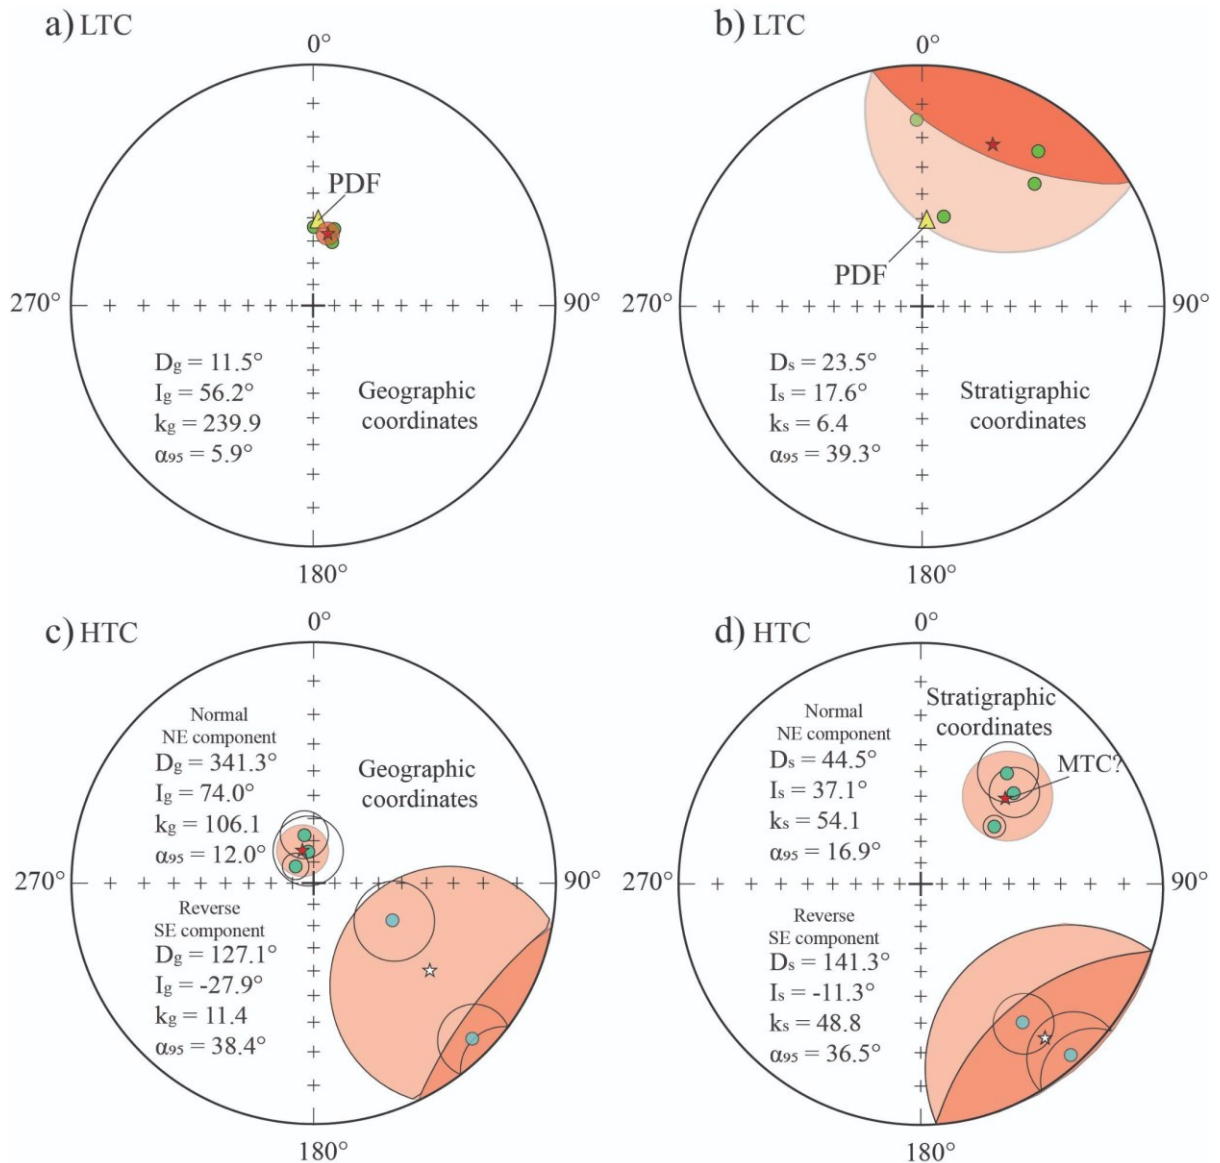 a) LTC
0°
PDF
270°
90°
D₉ = 11.5°
I₉ = 56.2°
k₉ = 239.9
α₉₅ = 5.9°
Geographic
coordinates
180°
b) LTC
0°
PDF
270°
90°
Dₛ = 23.5°
Iₛ = 17.6°
kₛ = 6.4
α₉₅ = 39.3°
Stratigraphic
coordinates
180°
c) HTC
0°
Normal
NE component
Dg = 341.3°
Ig = 74.0°
kg = 106.1
α₉₅ = 12.0°
Geographic
coordinates
270°
90°
Reverse
SE component
Dg = 127.1°
Ig = -27.9°
kg = 11.4
α₉₅ = 38.4°
180°
d) HTC
0°
Stratigraphic
coordinates
Normal
NE component
Dₛ = 44.5°
Iₛ = 37.1°
kₛ = 54.1
α₉₅ = 16.9°
MTC?
270°
90°
Reverse
SE component
Dₛ = 141.3°
Iₛ = -11.3°
kₛ = 48.8
α₉₅ = 36.5°
180°